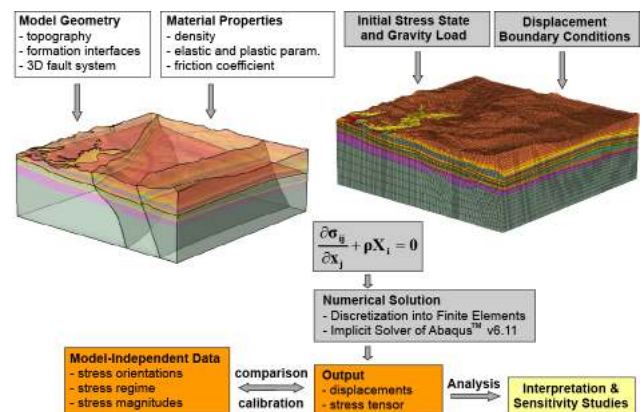 Model Geometry
- topography
- formation interfaces
- 3D fault system
Material Properties
- density
- elastic and plastic param.
- friction coefficient
Initial Stress State
and Gravity Load
Displacement
Boundary Conditions
∂σij/∂xj + ρXi = 0
Numerical Solution
- Discretization into Finite Elements
- Implicit Solver of Abaqus™ v6.11
Model-Independent Data
- stress orientations
- stress regime
- stress magnitudes
comparison
calibration
Output
- displacements
- stress tensor
Analysis
Interpretation &
Sensitivity Studies